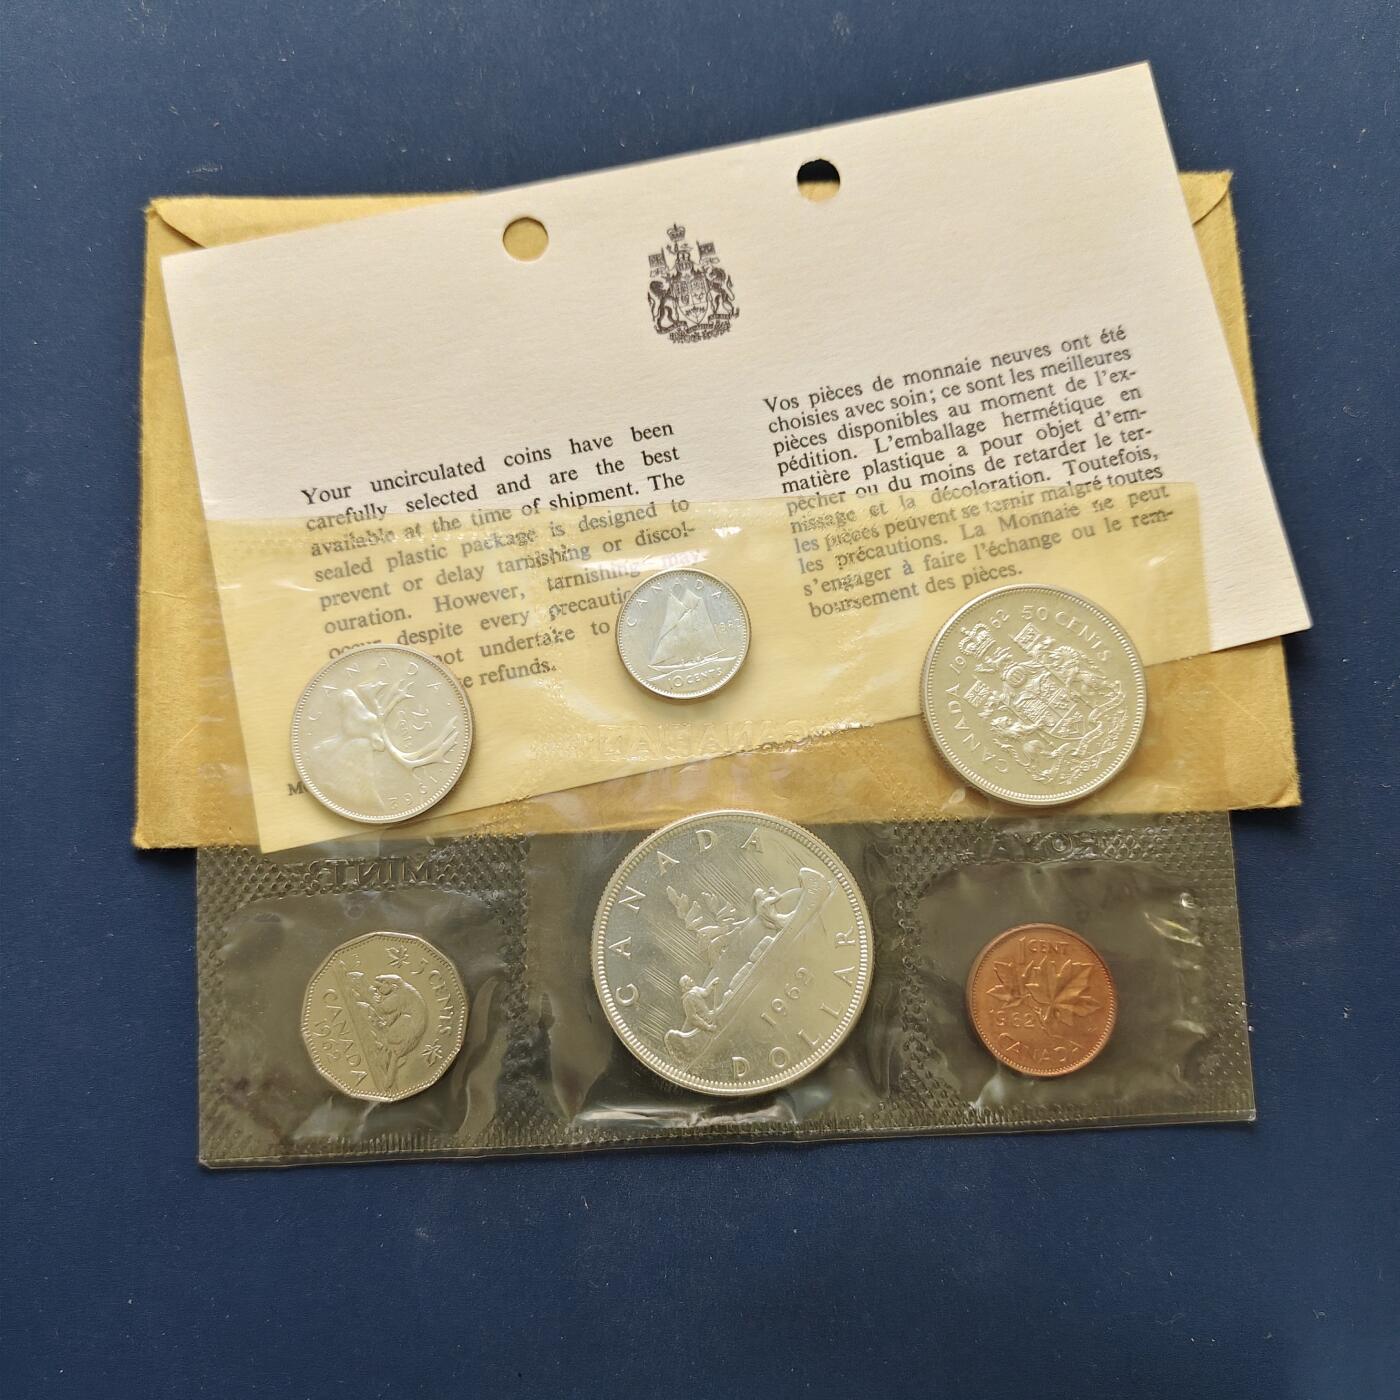 Your uncirculated coins have been
carefully selected and are the best
available at the time of shipment. The
sealed plastic package is designed to
prevent or delay tarnishing or discol-
ouration. However, tarnishing may
occur despite every
not undertake to
refunds.
Vos pièces de monnaie neuves ont été
choisies avec soin; ce sont les meilleures
pièces disponibles au moment de l'ex-
pédition. L'emballage hermétique en
matière plastique a pour objet d'em-
pêcher ou du moins de retarder le ter-
nissage et la décoloration. Toutefois,
les pièces peuvent se ternir malgré toutes
les précautions. La Monnaie ne peut
s'engager à faire l'échange ou le rem-
boursement des pièces.
CANADA
25
1962
CANADA
1962
10 CENTS
50 CENTS
CANADA 1962
CANADIAN
MINT
ROYAL
5 CENTS
CANADA
1962
CANADA
1962
DOLLAR
1 CENT
1962
CANADA